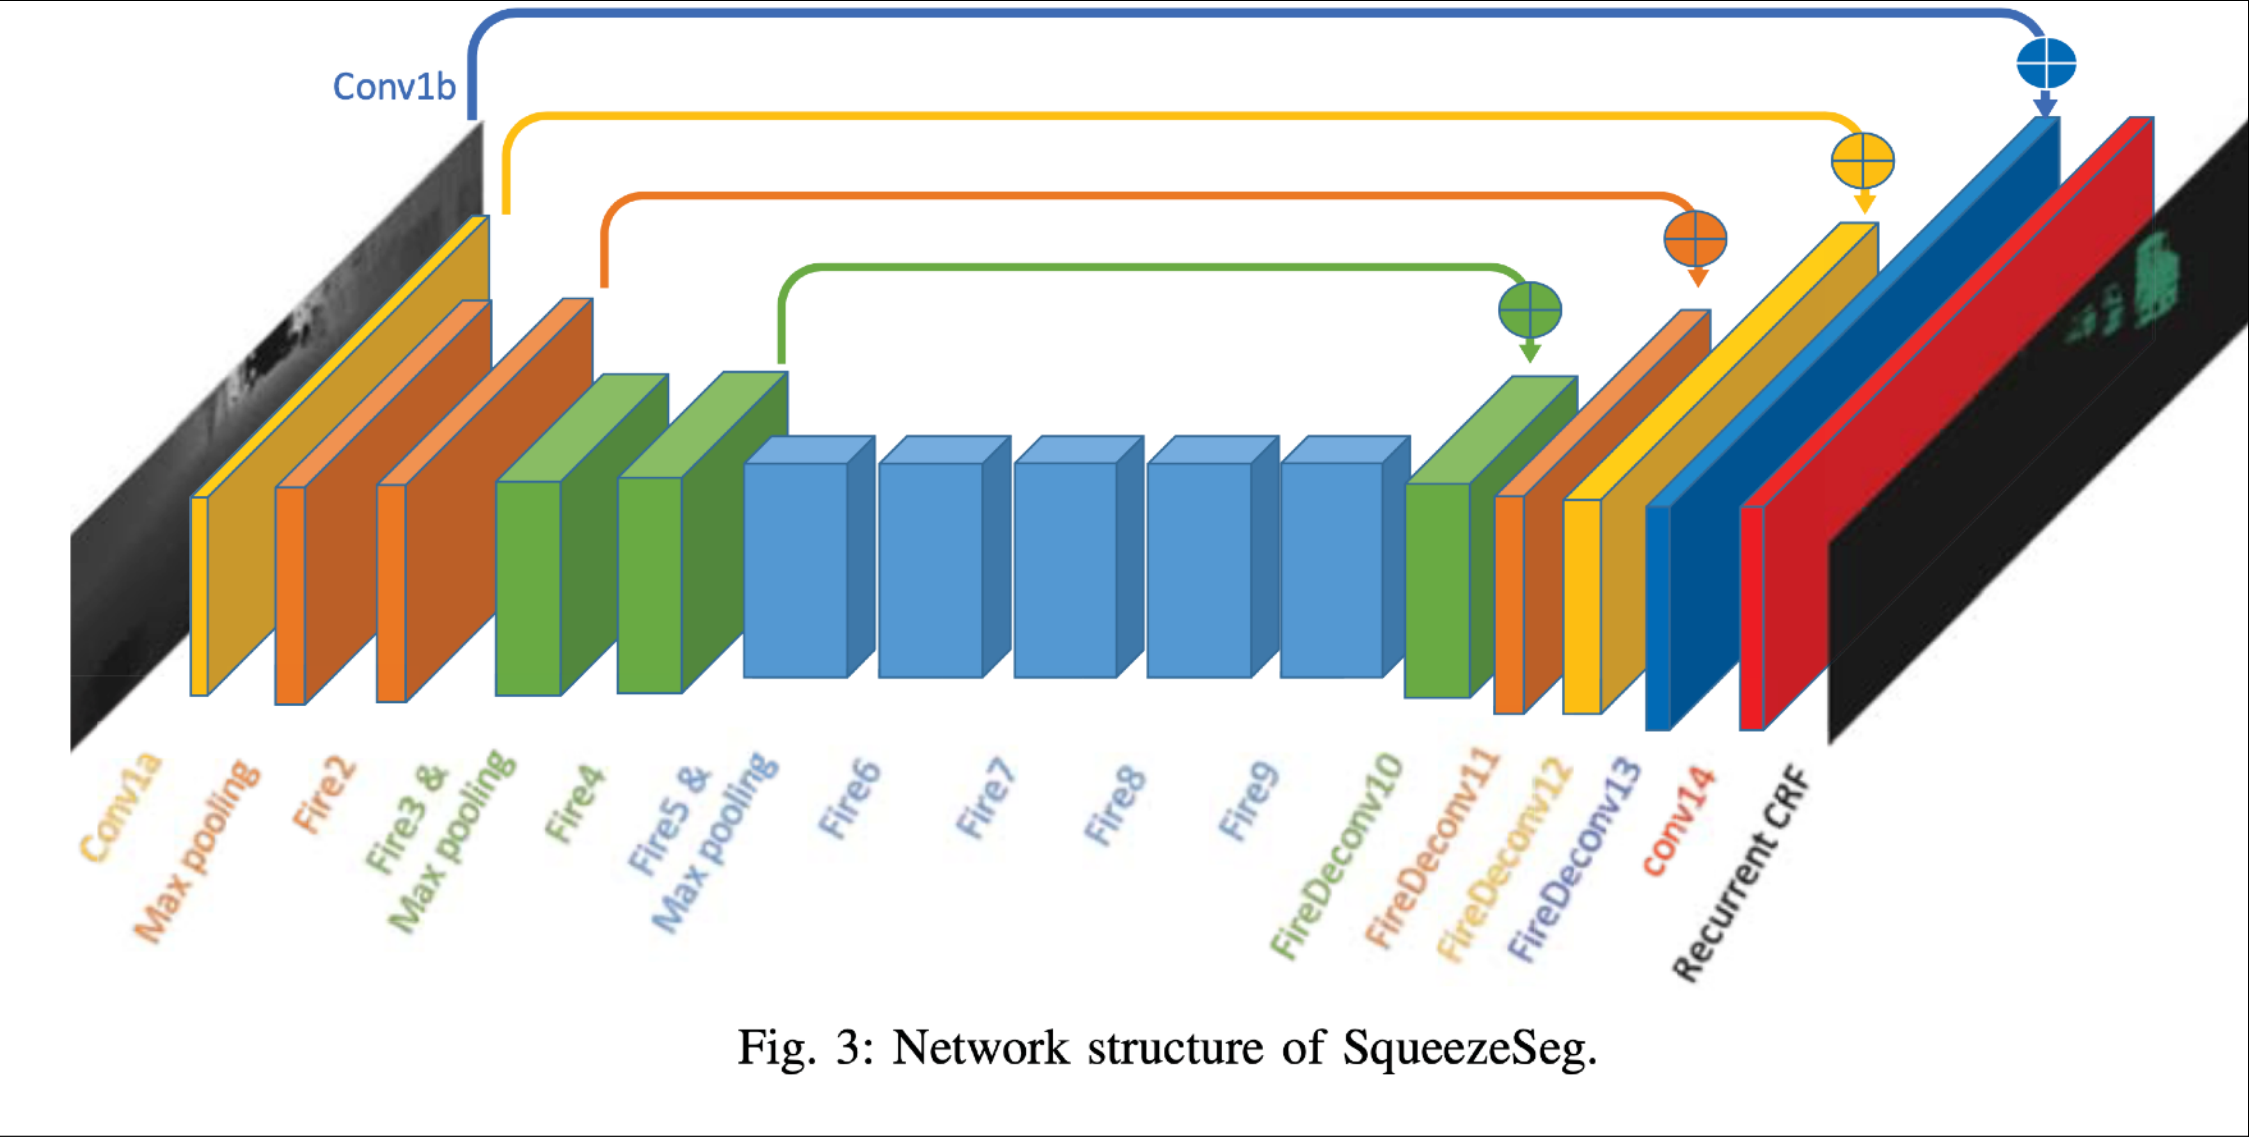 Conv1b
Conv1a
Max pooling
Fire2
Fire3 &
Max pooling
Fire4
Fire5 &
Max pooling
Fire6
Fire7
Fire8
Fire9
FireDeconv10
FireDeconv11
FireDeconv12
FireDeconv13
conv14
Recurrent CRF
Fig. 3: Network structure of SqueezeSeg.